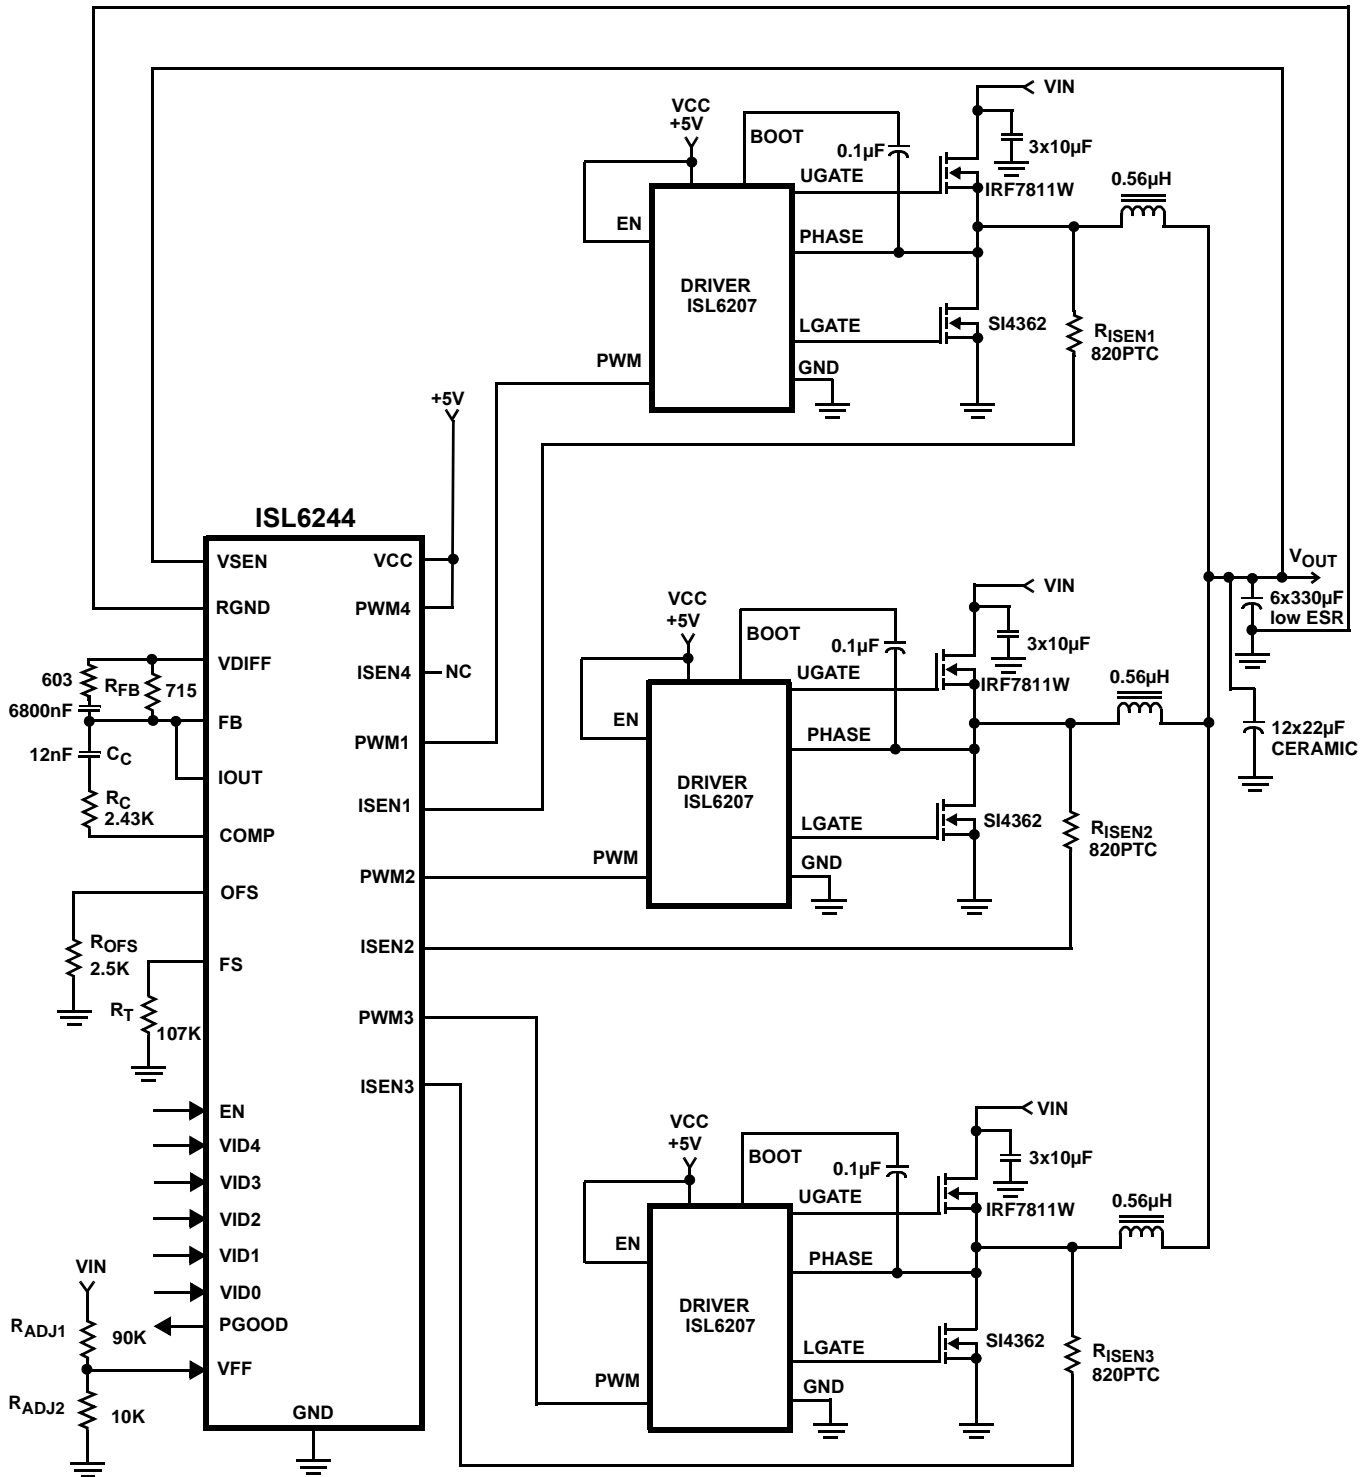 VCC
+5V
BOOT
0.1µF
VIN
3x10µF
UGATE
IRF7811W
0.56µH
EN
PHASE
DRIVER
ISL6207
LGATE
SI4362
RISEN1
820PTC
PWM
GND
+5V
ISL6244
VSEN
VCC
RGND
PWM4
VDIFF
ISEN4
NC
603
RFB
715
6800nF
FB
PWM1
12nF
CC
IOUT
ISEN1
RC
2.43K
COMP
PWM2
OFS
ROFS
2.5K
ISEN2
FS
RT
107K
PWM3
ISEN3
EN
VID4
VID3
VID2
VID1
VID0
PGOOD
VIN
RADJ1
90K
VFF
RADJ2
10K
GND
VCC
+5V
BOOT
0.1µF
VIN
3x10µF
UGATE
IRF7811W
0.56µH
EN
PHASE
DRIVER
ISL6207
LGATE
SI4362
RISEN2
820PTC
PWM
GND
VOUT
6x330µF
low ESR
12x22µF
CERAMIC
VCC
+5V
BOOT
0.1µF
VIN
3x10µF
UGATE
IRF7811W
0.56µH
EN
PHASE
DRIVER
ISL6207
LGATE
SI4362
RISEN3
820PTC
PWM
GND